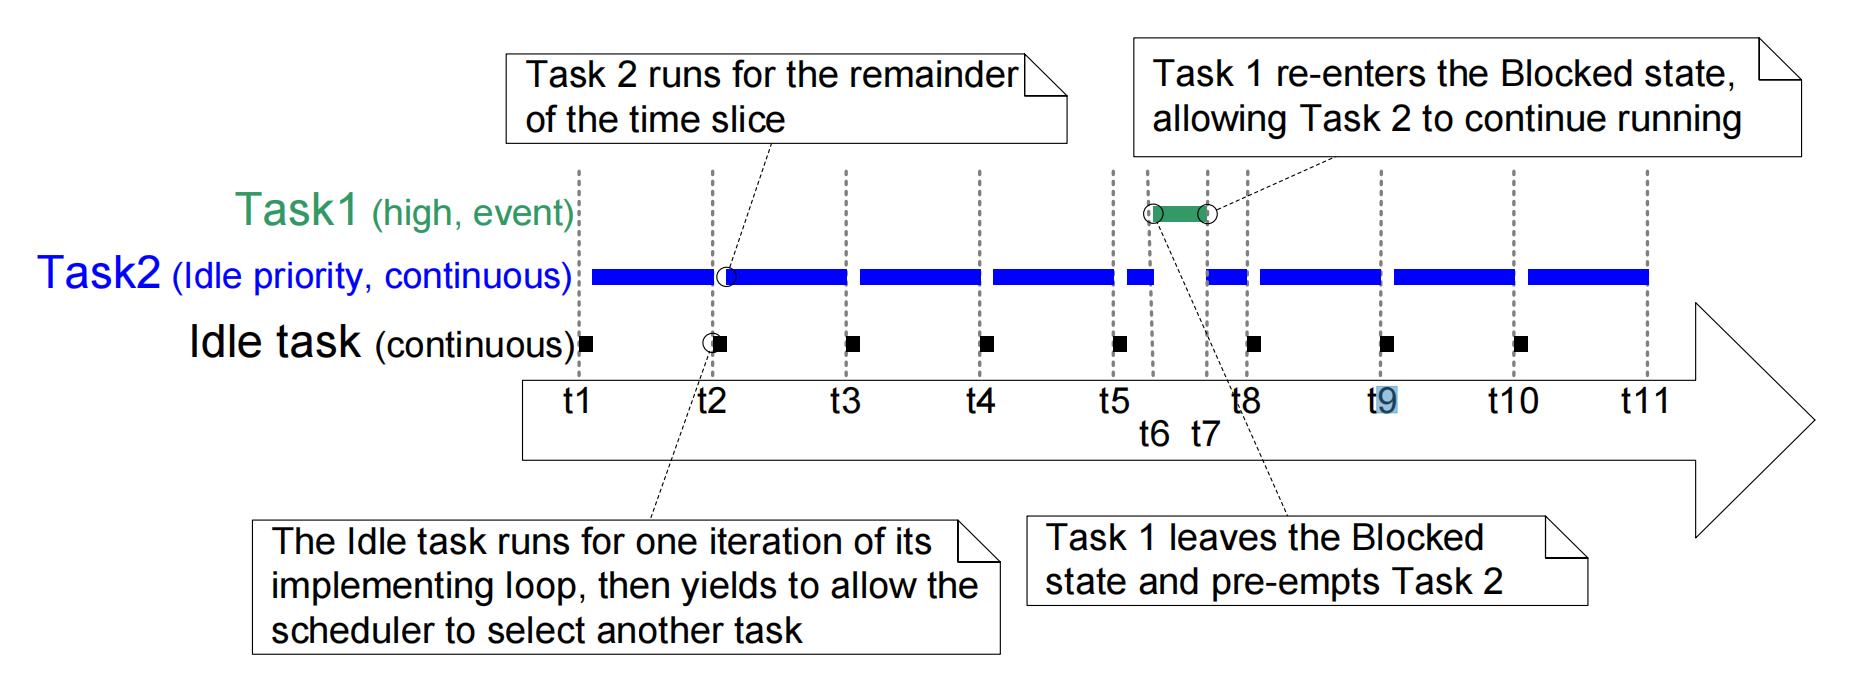 Task 2 runs for the remainder
of the time slice
Task 1 re-enters the Blocked state,
allowing Task 2 to continue running
Task1 (high, event)
Task2 (Idle priority, continuous)
Idle task (continuous)
t1 t2 t3 t4 t5 t8 t9 t10 t11
t6 t7
The Idle task runs for one iteration of its
implementing loop, then yields to allow the
scheduler to select another task
Task 1 leaves the Blocked
state and pre-empts Task 2